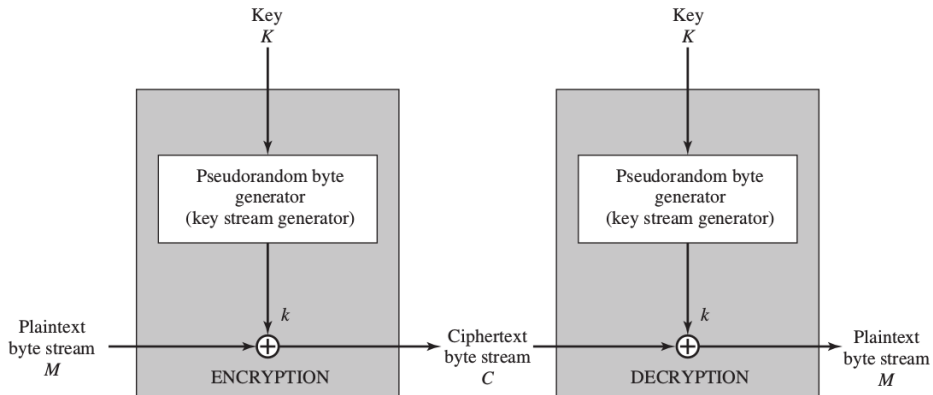 Key
K
Pseudorandom byte
generator
(key stream generator)
k
Plaintext
byte stream
M
ENCRYPTION
Ciphertext
byte stream
C
Key
K
Pseudorandom byte
generator
(key stream generator)
k
DECRYPTION
Plaintext
byte stream
M